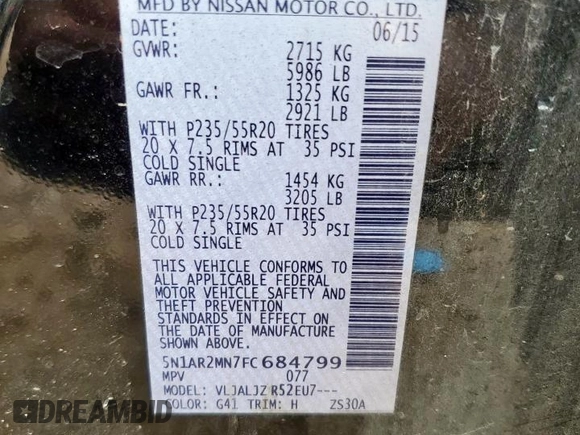 MFD BY NISSAN MOTOR CO., LTD.
DATE: 06/15
GVWR: 2715 KG
5986 LB
GAWR FR.: 1325 KG
2921 LB
WITH P235/55R20 TIRES
20 X 7.5 RIMS AT 35 PSI
COLD SINGLE
GAWR RR.: 1454 KG
3205 LB
WITH P235/55R20 TIRES
20 X 7.5 RIMS AT 35 PSI
COLD SINGLE
THIS VEHICLE CONFORMS TO
ALL APPLICABLE FEDERAL
MOTOR VEHICLE SAFETY AND
THEFT PREVENTION
STANDARDS IN EFFECT ON
THE DATE OF MANUFACTURE
SHOWN ABOVE.
5N1AR2MN7FC684799
MPV 077
MODEL: VLJALJZ R52EU7---
COLOR: G41 TRIM: H ZS30A
DREAMBID